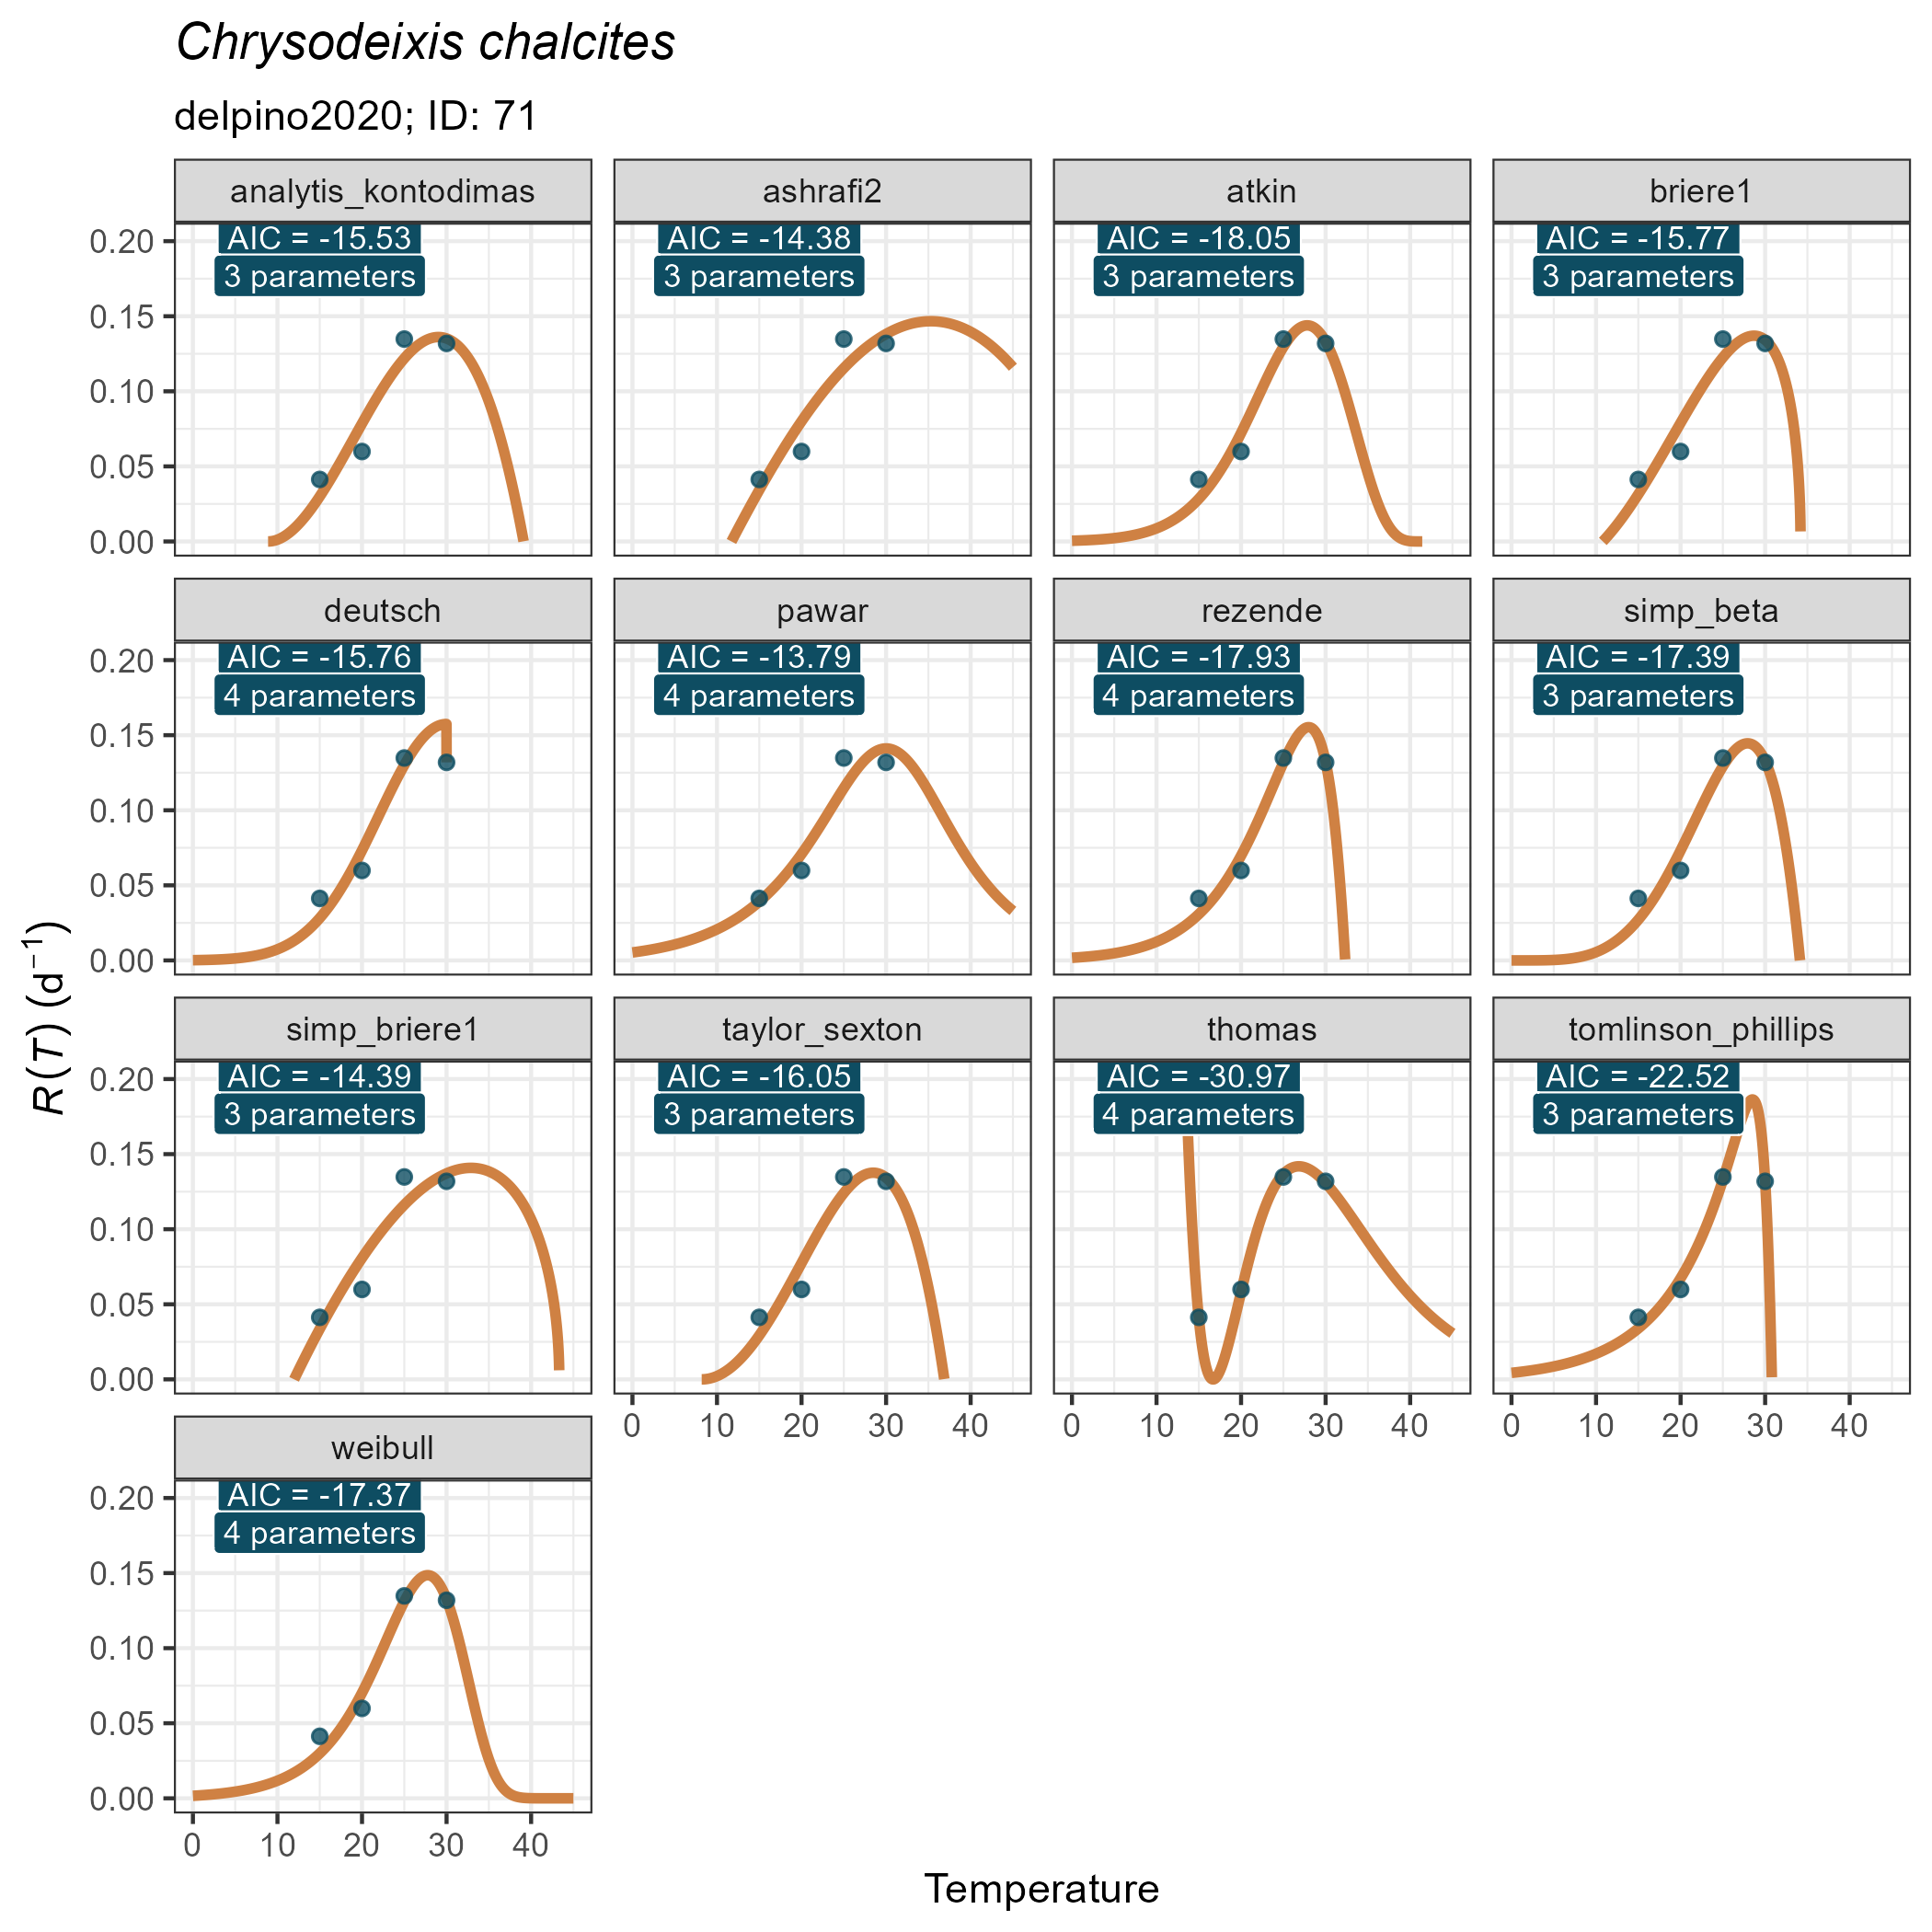 Chrysodeixis chalcites
delpino2020; ID: 71
analytis_kontodimas
ashrafi2
atkin
briere1
AIC = -15.53
3 parameters
AIC = -14.38
3 parameters
AIC = -18.05
3 parameters
AIC = -15.77
3 parameters
0.20
0.15
0.10
0.05
0.00
deutsch
pawar
rezende
simp_beta
AIC = -15.76
4 parameters
AIC = -13.79
4 parameters
AIC = -17.93
4 parameters
AIC = -17.39
3 parameters
0.20
0.15
0.10
0.05
0.00
R(T) (d⁻¹)
simp_briere1
taylor_sexton
thomas
tomlinson_phillips
AIC = -14.39
3 parameters
AIC = -16.05
3 parameters
AIC = -30.97
4 parameters
AIC = -22.52
3 parameters
0.20
0.15
0.10
0.05
0.00
0 10 20 30 40
0 10 20 30 40
0 10 20 30 40
weibull
AIC = -17.37
4 parameters
0.20
0.15
0.10
0.05
0.00
0 10 20 30 40
Temperature